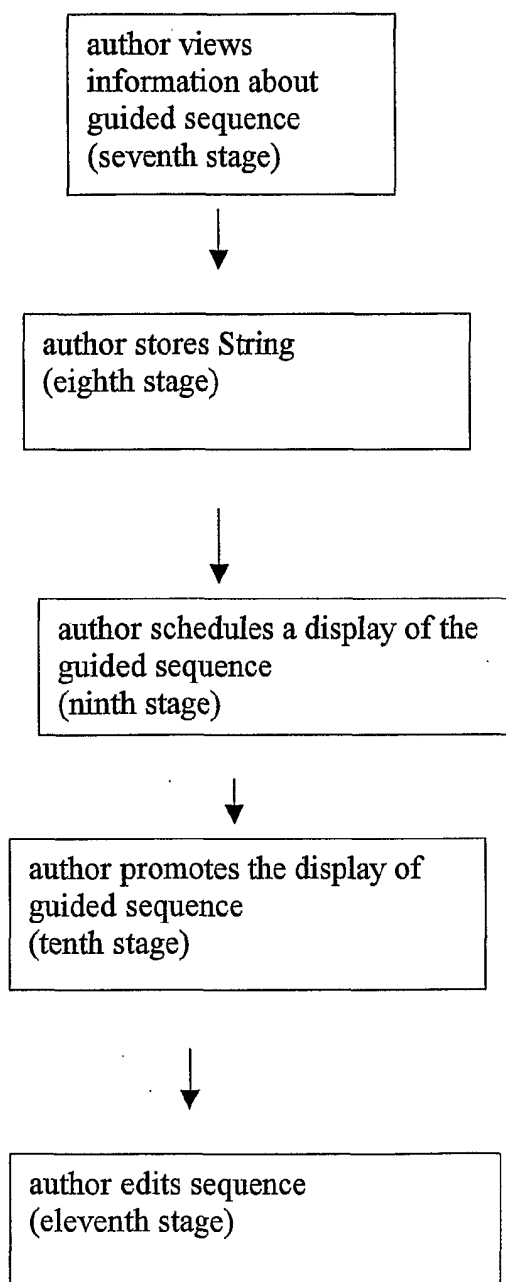 author views
information about
guided sequence
(seventh stage)
author stores String
(eighth stage)
author schedules a display of the
guided sequence
(ninth stage)
author promotes the display of
guided sequence
(tenth stage)
author edits sequence
(eleventh stage)